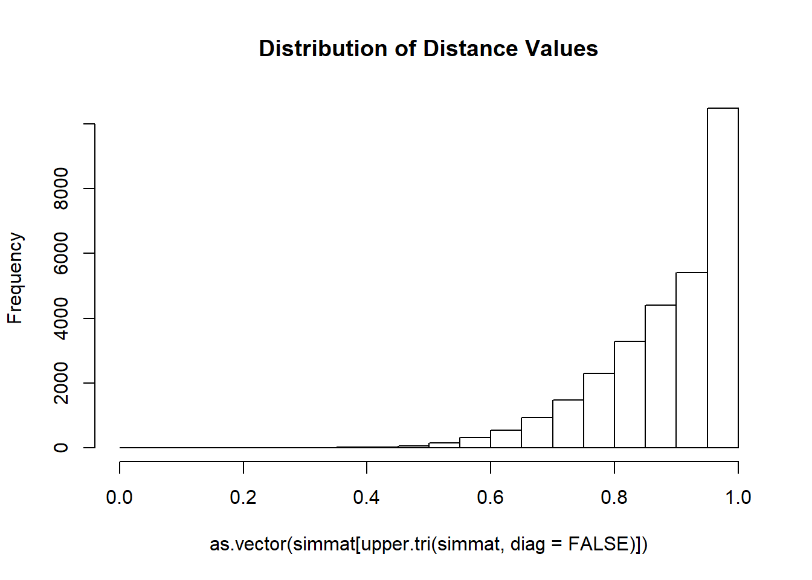 Distribution of Distance Values
Frequency
8000
6000
4000
2000
0
0.0 0.2 0.4 0.6 0.8 1.0
as.vector(simmat[upper.tri(simmat, diag = FALSE)])